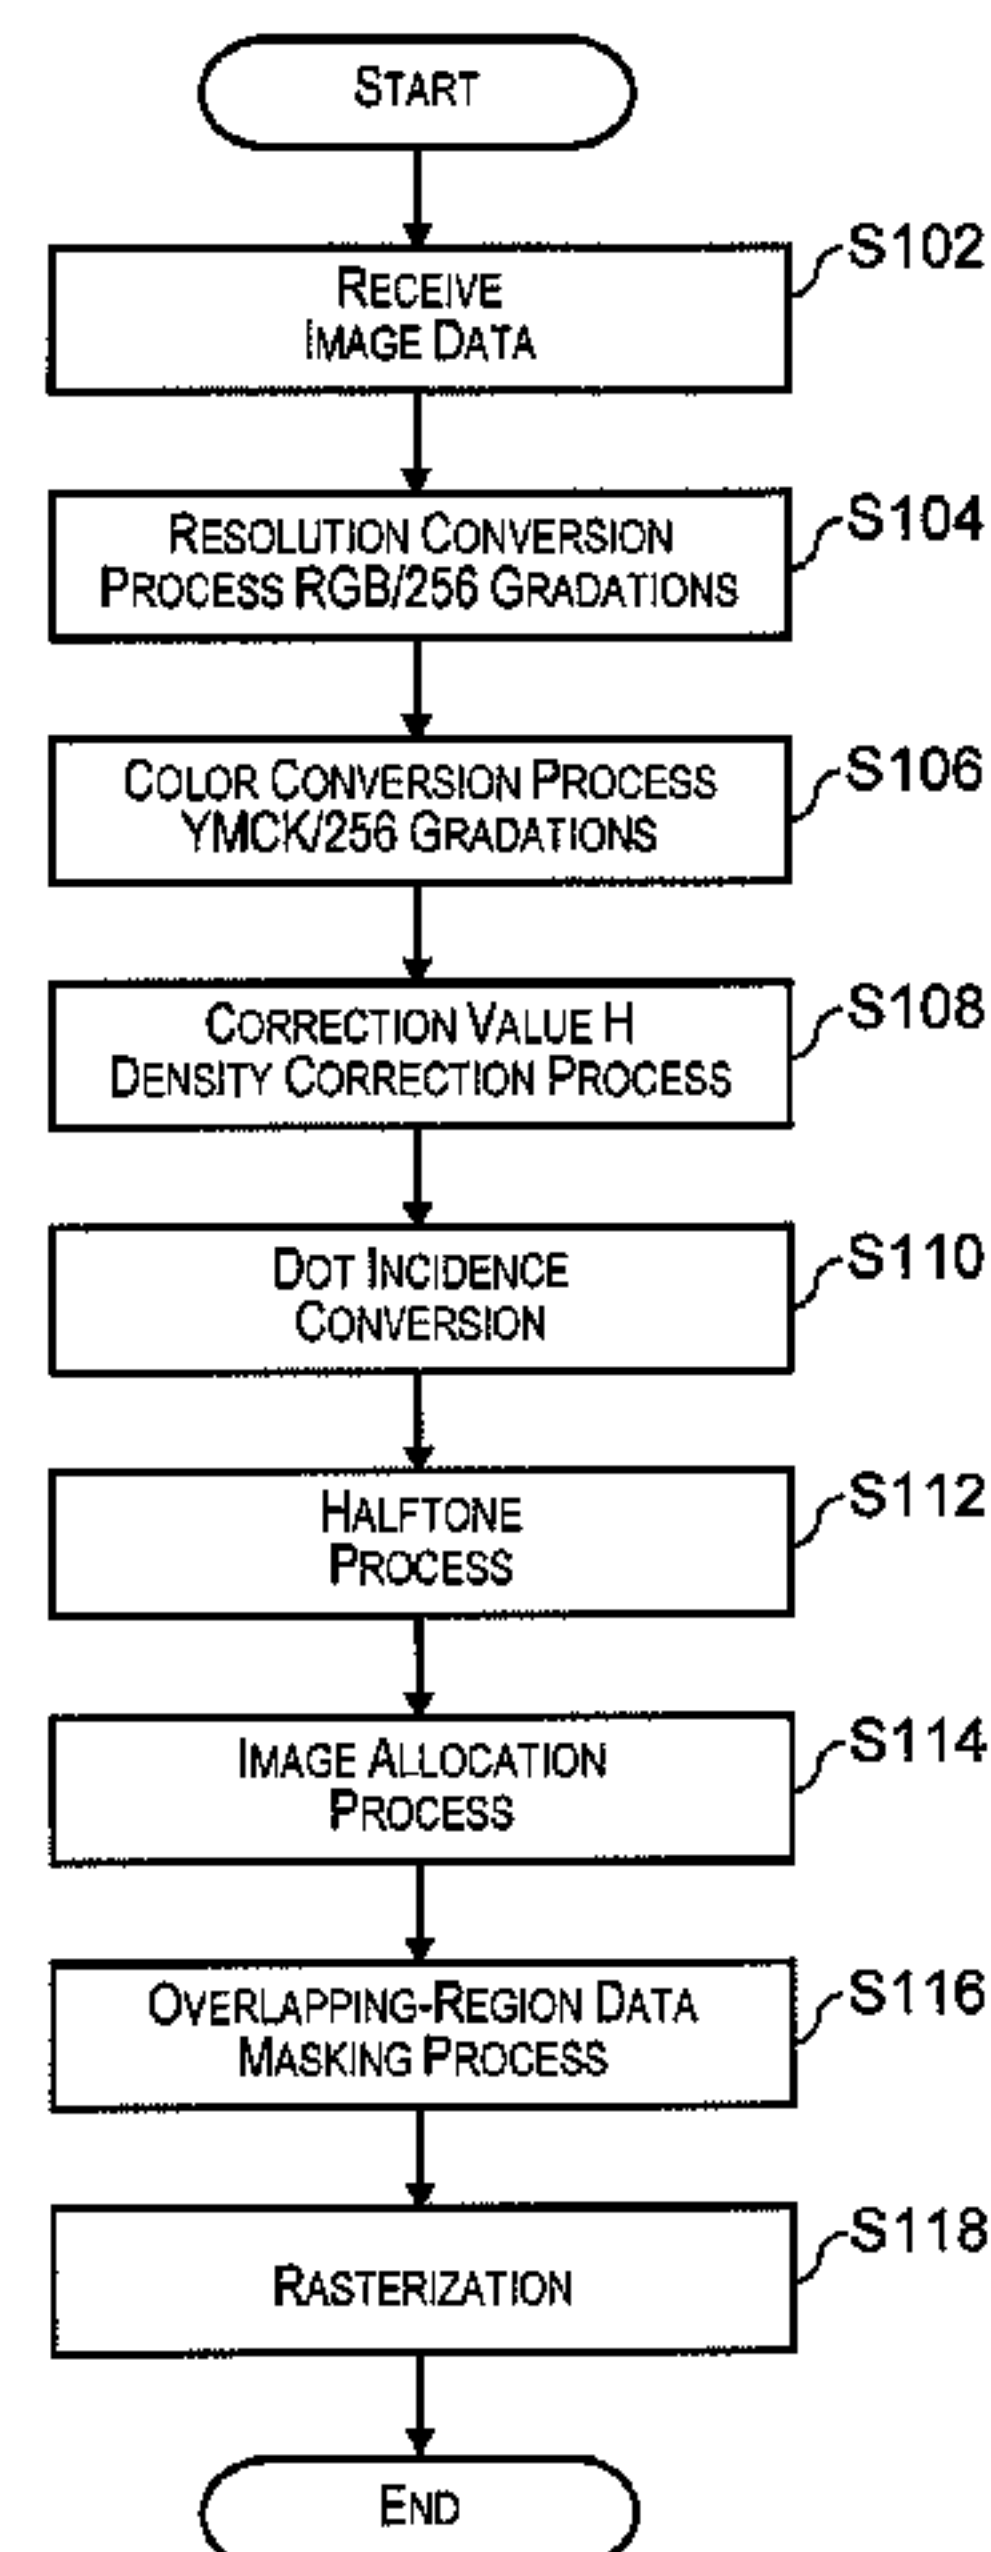 START
S102
RECEIVE
IMAGE DATA
S104
RESOLUTION CONVERSION
PROCESS RGB/256 GRADATIONS
S106
COLOR CONVERSION PROCESS
YMCK/256 GRADATIONS
S108
CORRECTION VALUE H
DENSITY CORRECTION PROCESS
S110
DOT INCIDENCE
CONVERSION
S112
HALFTONE
PROCESS
S114
IMAGE ALLOCATION
PROCESS
S116
OVERLAPPING-REGION DATA
MASKING PROCESS
S118
RASTERIZATION
END